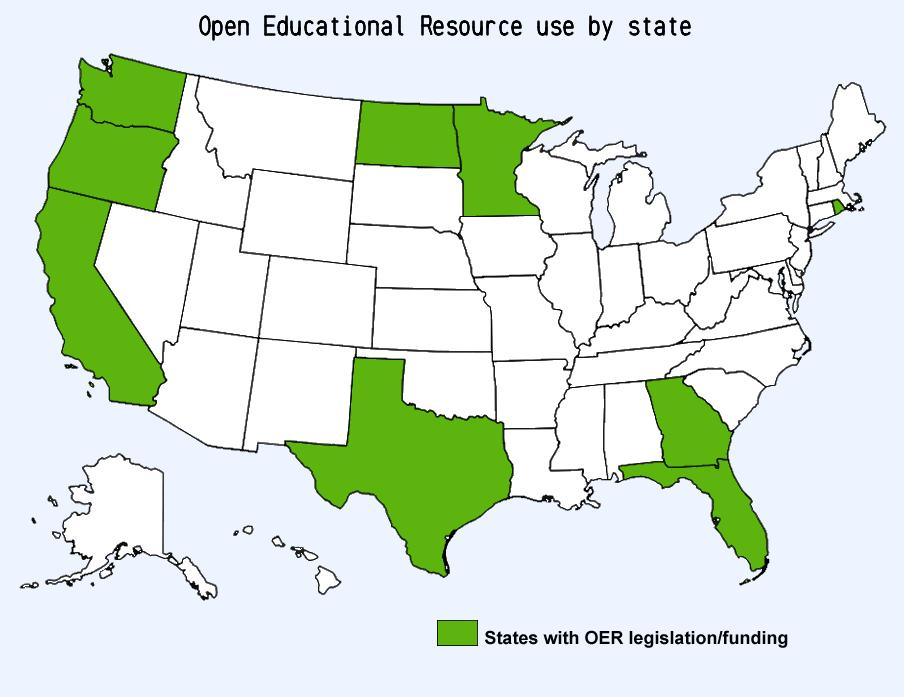 Open Educational Resource use by state
States with OER legislation/funding